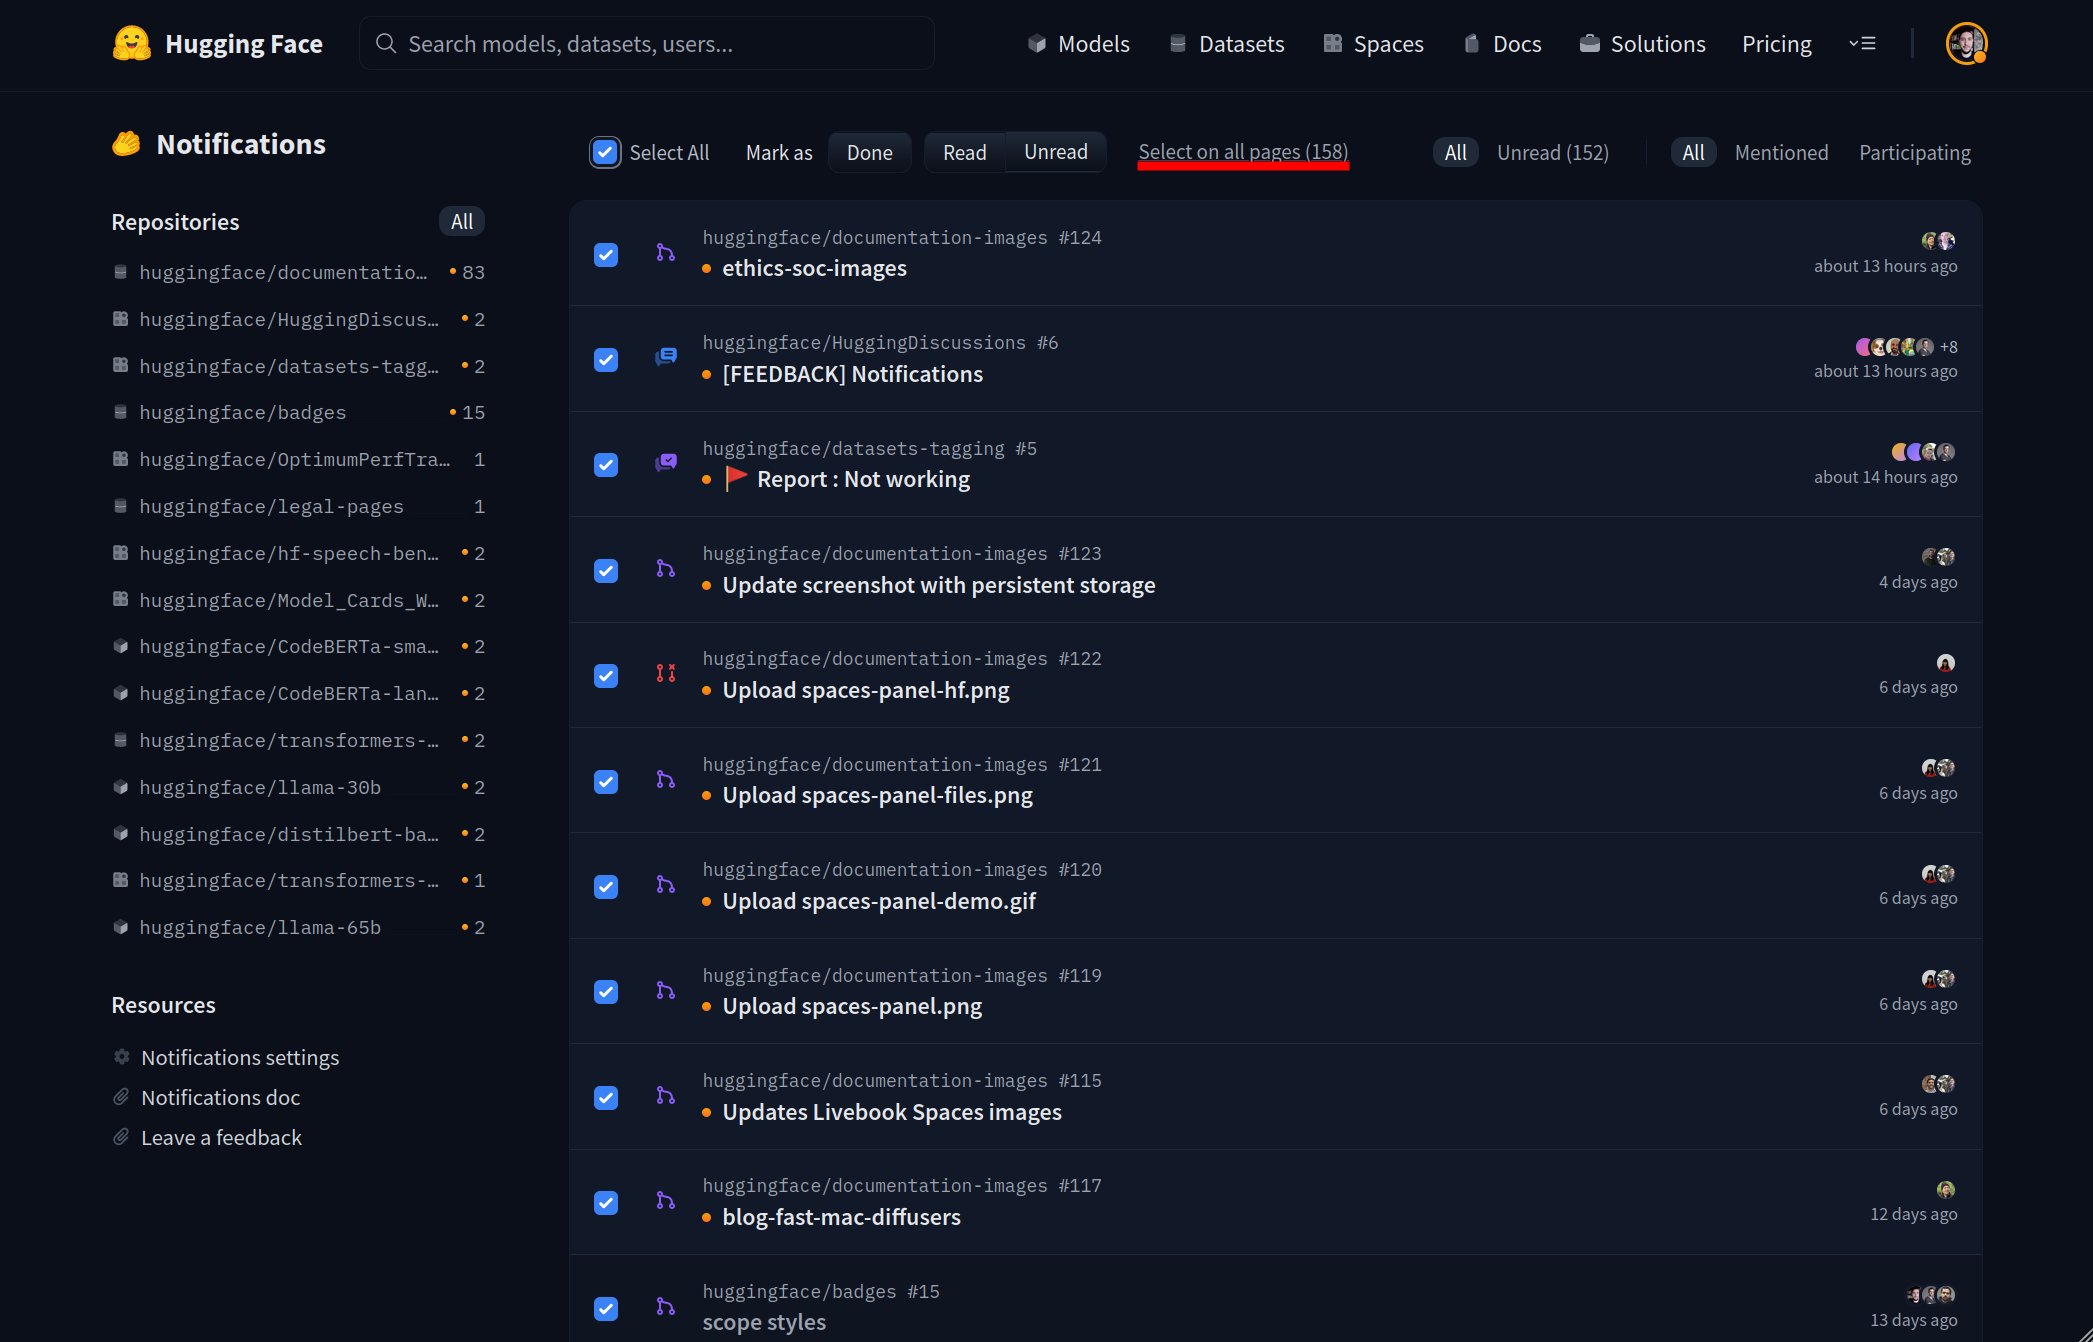 Hugging Face
Search models, datasets, users...
Models
Datasets
Spaces
Docs
Solutions
Pricing
Notifications
Repositories All
huggingface/documentatio… 83
huggingface/HuggingDiscus… 2
huggingface/datasets-tagg… 2
huggingface/badges 15
huggingface/OptimumPerfTra… 1
huggingface/legal-pages 1
huggingface/hf-speech-ben… 2
huggingface/Model_Cards_W… 2
huggingface/CodeBERTa-sma… 2
huggingface/CodeBERTa-lan… 2
huggingface/transformers-… 2
huggingface/llama-30b 2
huggingface/distilbert-ba… 2
huggingface/transformers-… 1
huggingface/llama-65b 2
Resources
Notifications settings
Notifications doc
Leave a feedback
Select All Mark as Done Read Unread Select on all pages (158) All Unread (152) All Mentioned Participating
huggingface/documentation-images #124
ethics-soc-images
about 13 hours ago
huggingface/HuggingDiscussions #6
[FEEDBACK] Notifications
+8
about 13 hours ago
huggingface/datasets-tagging #5
Report : Not working
about 14 hours ago
huggingface/documentation-images #123
Update screenshot with persistent storage
4 days ago
huggingface/documentation-images #122
Upload spaces-panel-hf.png
6 days ago
huggingface/documentation-images #121
Upload spaces-panel-files.png
6 days ago
huggingface/documentation-images #120
Upload spaces-panel-demo.gif
6 days ago
huggingface/documentation-images #119
Upload spaces-panel.png
6 days ago
huggingface/documentation-images #115
Updates Livebook Spaces images
6 days ago
huggingface/documentation-images #117
blog-fast-mac-diffusers
12 days ago
huggingface/badges #15
scope styles
13 days ago